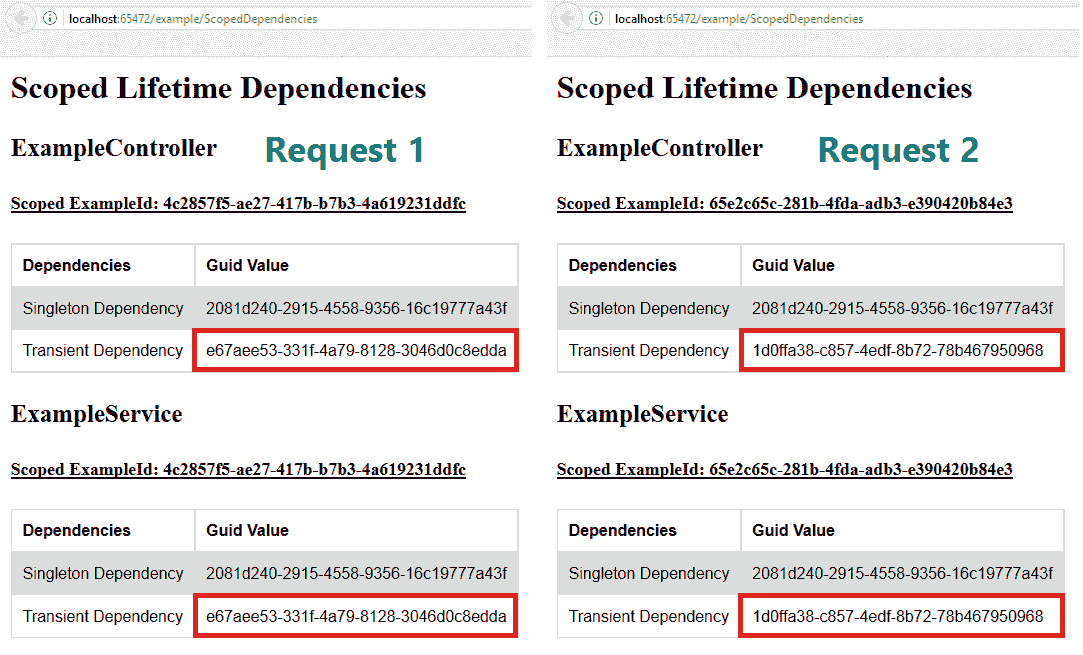 localhost:65472/example/ScopedDependencies
Scoped Lifetime Dependencies
ExampleController
Request 1
Scoped ExampleId: 4c2857f5-ae27-417b-b7b3-4a619231ddfc
Dependencies Guid Value
Singleton Dependency 2081d240-2915-4558-9356-16c19777a43f
Transient Dependency e67aee53-331f-4a79-8128-3046d0c8edda
ExampleService
Scoped ExampleId: 4c2857f5-ae27-417b-b7b3-4a619231ddfc
Dependencies Guid Value
Singleton Dependency 2081d240-2915-4558-9356-16c19777a43f
Transient Dependency e67aee53-331f-4a79-8128-3046d0c8edda
localhost:65472/example/ScopedDependencies
Scoped Lifetime Dependencies
ExampleController
Request 2
Scoped ExampleId: 65e2c65c-281b-4fda-adb3-e390420b84e3
Dependencies Guid Value
Singleton Dependency 2081d240-2915-4558-9356-16c19777a43f
Transient Dependency 1d0ffa38-c857-4edf-8b72-78b467950968
ExampleService
Scoped ExampleId: 65e2c65c-281b-4fda-adb3-e390420b84e3
Dependencies Guid Value
Singleton Dependency 2081d240-2915-4558-9356-16c19777a43f
Transient Dependency 1d0ffa38-c857-4edf-8b72-78b467950968